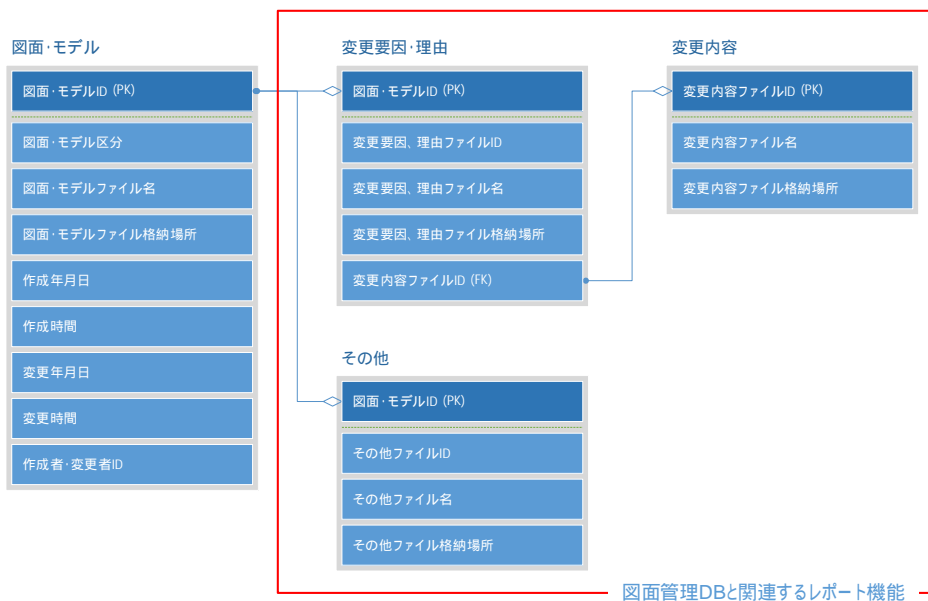 図面・モデル
図面・モデルID (PK)
図面・モデル区分
図面・モデルファイル名
図面・モデルファイル格納場所
作成年月日
作成時間
変更年月日
変更時間
作成者・変更者ID
変更要因・理由
図面・モデルID (PK)
変更要因、理由ファイルID
変更要因、理由ファイル名
変更要因、理由ファイル格納場所
変更内容ファイルID (FK)
変更内容
変更内容ファイルID (PK)
変更内容ファイル名
変更内容ファイル格納場所
その他
図面・モデルID (PK)
その他ファイルID
その他ファイル名
その他ファイル格納場所
図面管理DBと関連するレポート機能